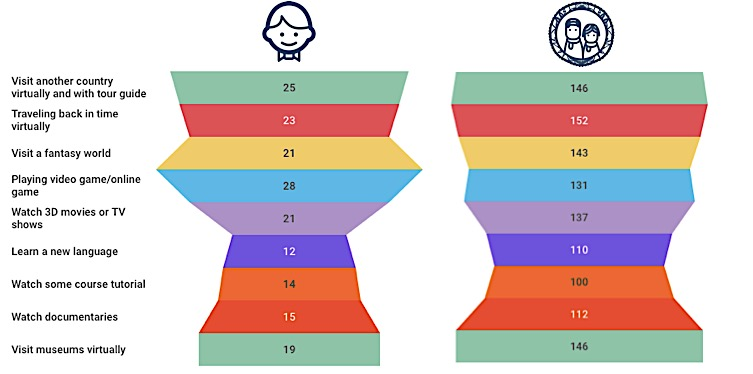 Visit another country
virtually and with tour guide
25
146
Traveling back in time
virtually
23
152
Visit a fantasy world
21
143
Playing video game/online
game
28
131
Watch 3D movies or TV
shows
21
137
Learn a new language
12
110
Watch some course tutorial
14
100
Watch documentaries
15
112
Visit museums virtually
19
146